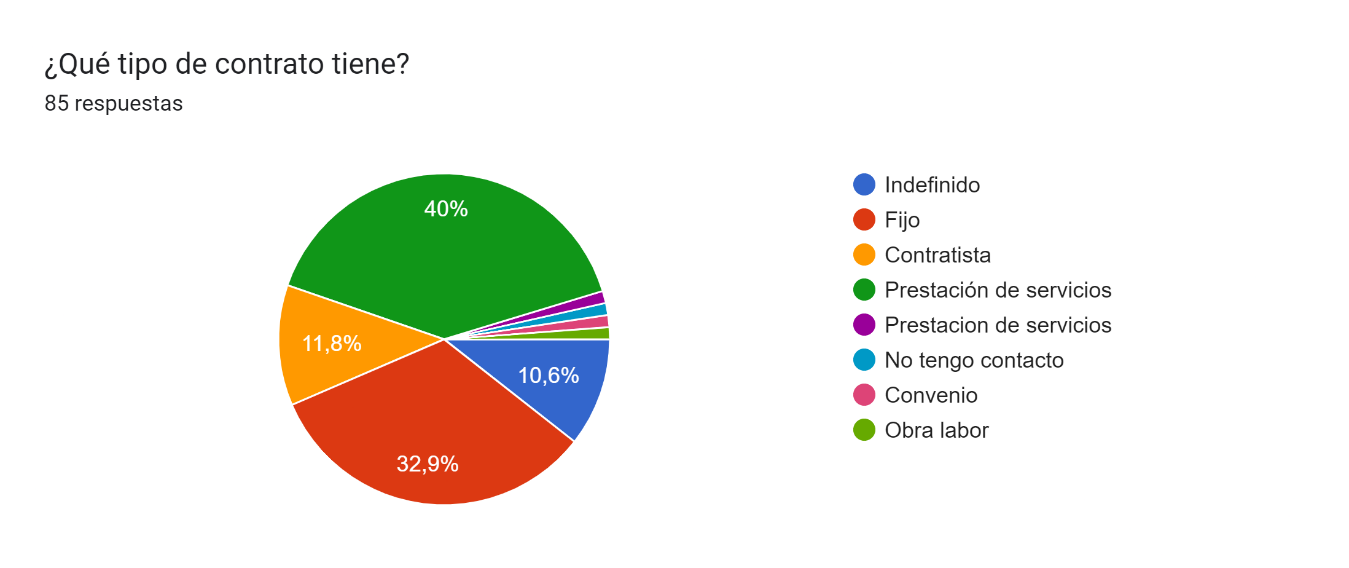 ¿Qué tipo de contrato tiene?
85 respuestas
40%
11,8%
10,6%
32,9%
Indefinido
Fijo
Contratista
Prestación de servicios
Prestacion de servicios
No tengo contacto
Convenio
Obra labor